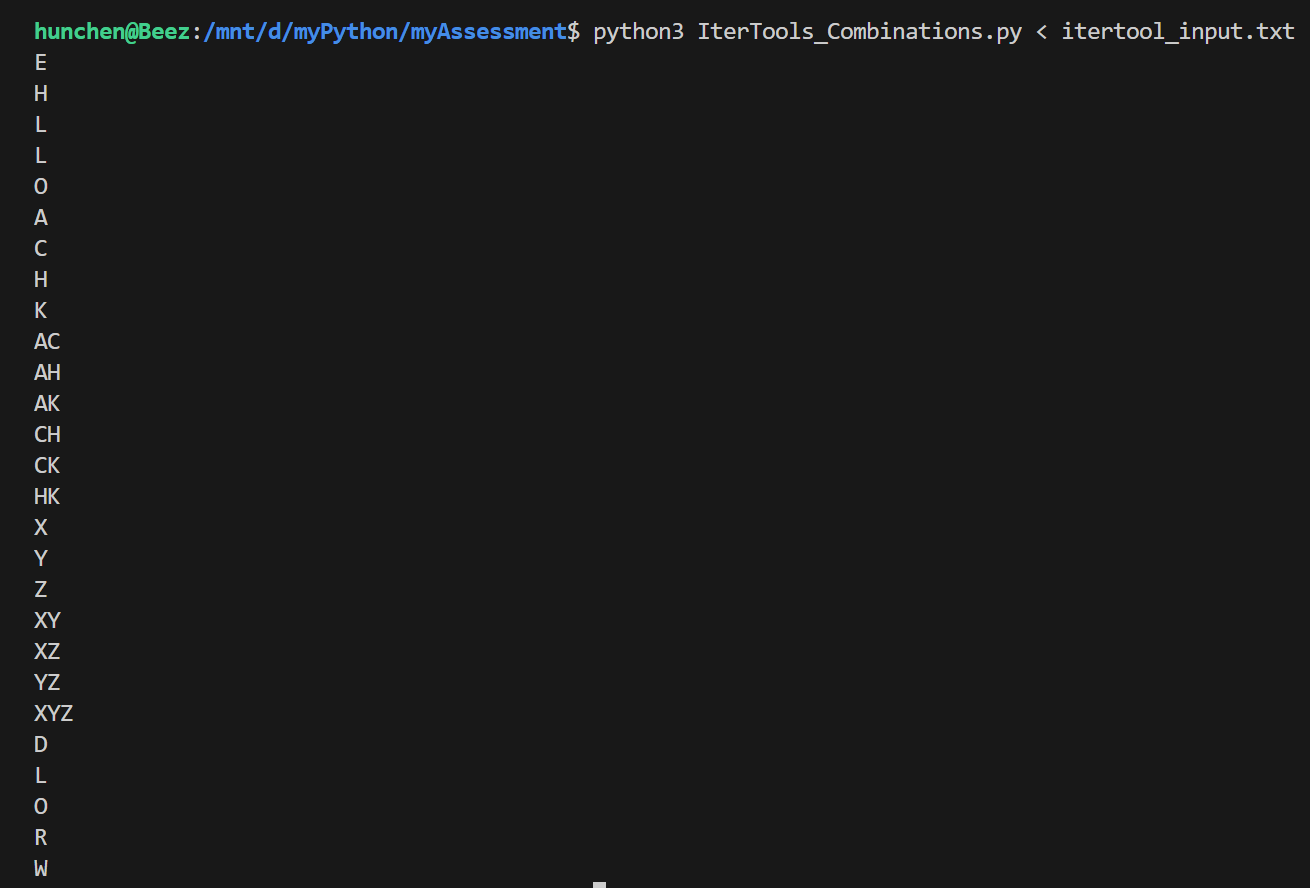 hunchen@Beez:/mnt/d/myPython/myAssessment$ python3 IterTools_Combinations.py < itertool_input.txt
E
H
L
L
O
A
C
H
K
AC
AH
AK
CH
CK
HK
X
Y
Z
XY
XZ
YZ
XYZ
D
L
O
R
W